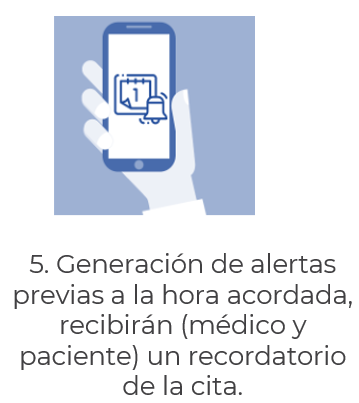 1
5. Generación de alertas
previas a la hora acordada,
recibirán (médico y
paciente) un recordatorio
de la cita.